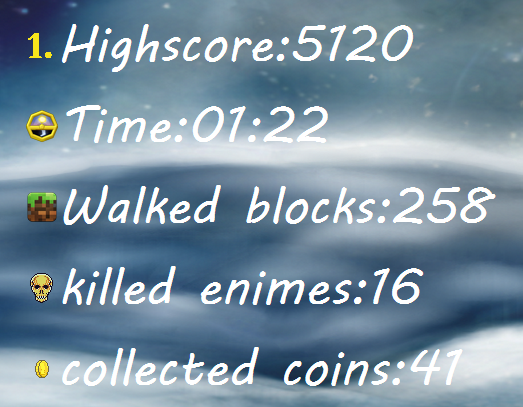 1. Highscore:5120
Time:01:22
Walked blocks:258
killed enimes:16
collected coins:41